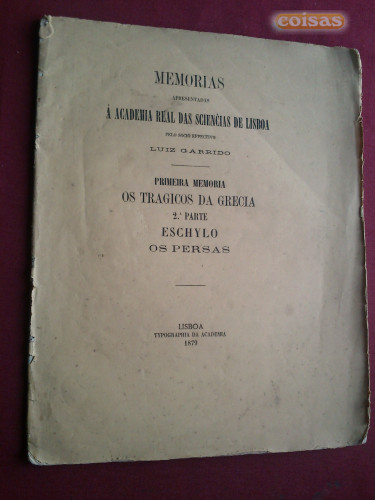 coisas
MEMORIAS
APRESENTADAS
Á ACADEMIA REAL DAS SCIENCIAS DE LISBOA
PELO SOCIO EFFECTIVO
LUIZ GARRIDO
PRIMEIRA MEMORIA
OS TRAGICOS DA GRECIA
2.ª PARTE
ESCHYLO
OS PERSAS
LISBOA
TYPOGRAPHIA DA ACADEMIA
1879